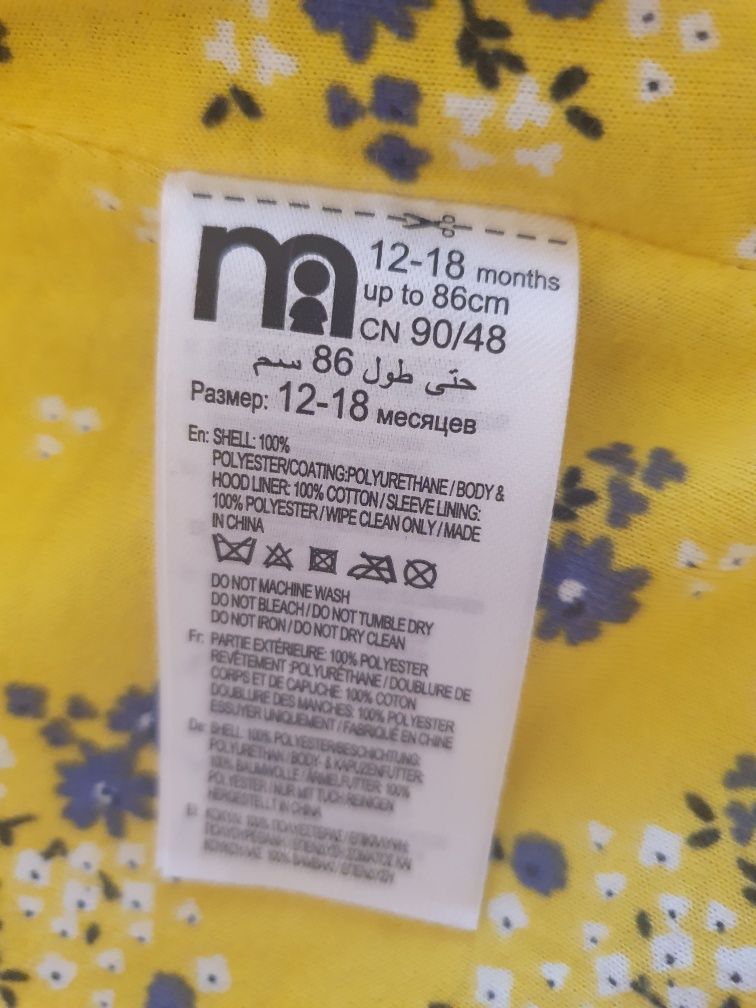 m
12-18 months
up to 86cm
CN 90/48
حتى طول 86 سم
Размер: 12-18 месяцев
En: SHELL: 100%
POLYESTER/COATING:POLYURETHANE / BODY &
HOOD LINER: 100% COTTON / SLEEVE LINING:
100% POLYESTER / WIPE CLEAN ONLY / MADE
IN CHINA
DO NOT MACHINE WASH
DO NOT BLEACH / DO NOT TUMBLE DRY
DO NOT IRON / DO NOT DRY CLEAN
Fr: PARTIE EXTÉRIEURE: 100% POLYESTER
REVÊTEMENT :POLYURÉTHANE / DOUBLURE DE
CORPS ET DE CAPUCHE: 100% COTON
DOUBLURE DES MANCHES: 100% POLYESTER
ESSUYER UNIQUEMENT / FABRIQUÉ EN CHINE
De: SHELL: 100% POLYESTER/BESCHICHTUNG:
POLYURETHAN / BODY- & KAPUZENFUTTER:
100% BAUMWOLLE / ÄRMELFUTTER: 100%
POLYESTER / NUR MIT TUCH REINIGEN
HERGESTELLT IN CHINA
El:
100%
100%